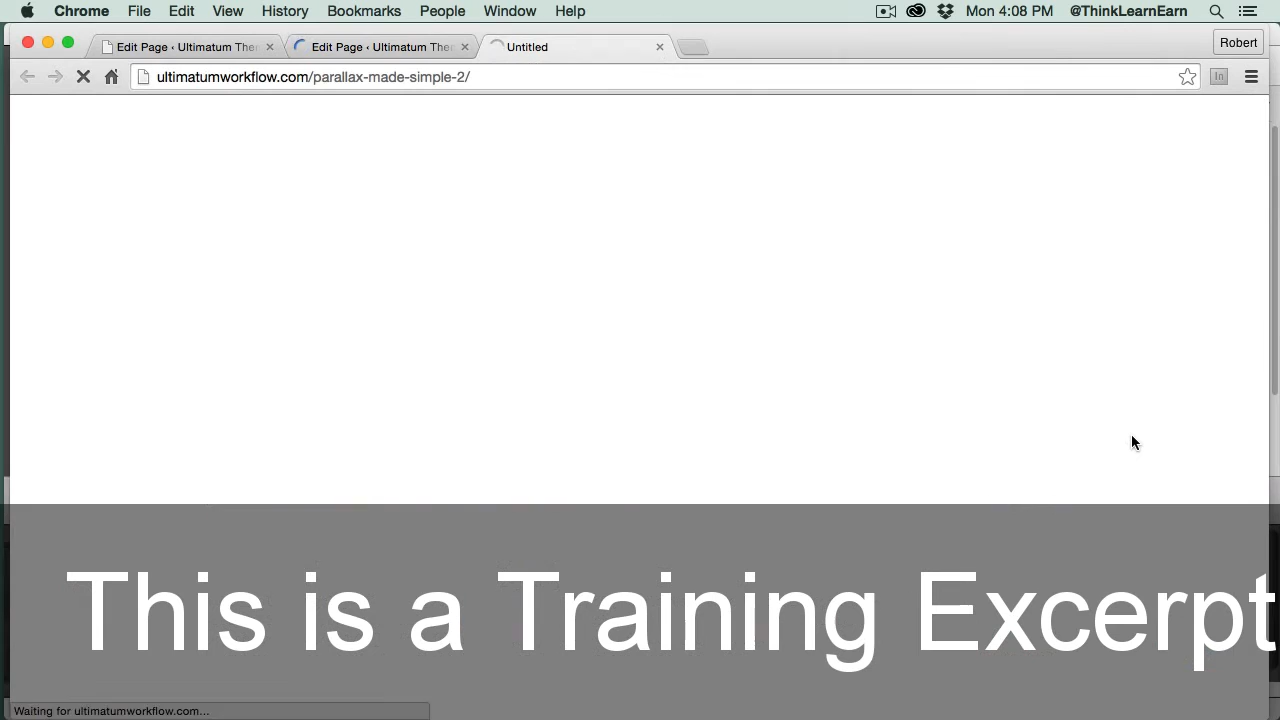 Chrome File Edit View History Bookmarks People Window Help Mon 4:08 PM @ThinkLearnEarn
Edit Page ‹ Ultimatum The Edit Page ‹ Ultimatum The Untitled Robert
ultimatumworkflow.com/parallax-made-simple-2/
This is a Training Excerpt
Waiting for ultimatumworkflow.com...